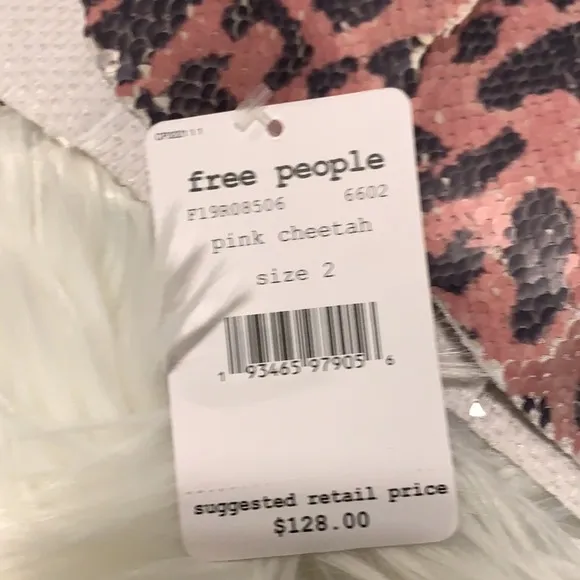 free people
F19R08506 6602
pink cheetah
size 2
1 93465 97905 6
suggested retail price
$128.00